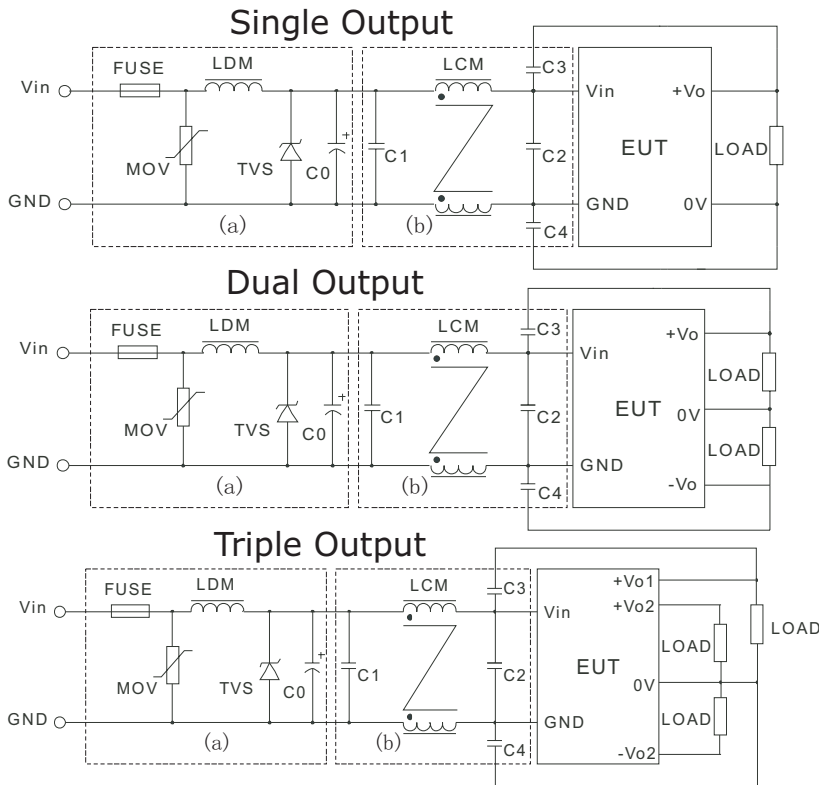 Single Output
FUSE
LDM
LCM
C3
Vin
Vin
+Vo
MOV
TVS
C0
+
C1
C2
EUT
LOAD
GND
GND
0V
(a)
(b)
C4
Dual Output
FUSE
LDM
LCM
C3
Vin
Vin
+Vo
MOV
TVS
C0
+
C1
C2
EUT
LOAD
0V
LOAD
GND
GND
-Vo
(a)
(b)
C4
Triple Output
FUSE
LDM
LCM
C3
+Vo1
Vin
Vin
+Vo2
LOAD
MOV
TVS
C0
+
C1
C2
EUT
LOAD
0V
LOAD
GND
GND
-Vo2
(a)
(b)
C4